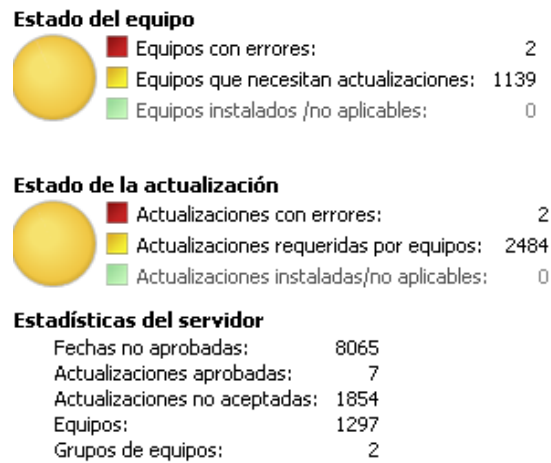 Estado del equipo
Equipos con errores: 2
Equipos que necesitan actualizaciones: 1139
Equipos instalados /no aplicables: 0
Estado de la actualización
Actualizaciones con errores: 2
Actualizaciones requeridas por equipos: 2484
Actualizaciones instaladas/no aplicables: 0
Estadísticas del servidor
Fechas no aprobadas: 8065
Actualizaciones aprobadas: 7
Actualizaciones no aceptadas: 1854
Equipos: 1297
Grupos de equipos: 2